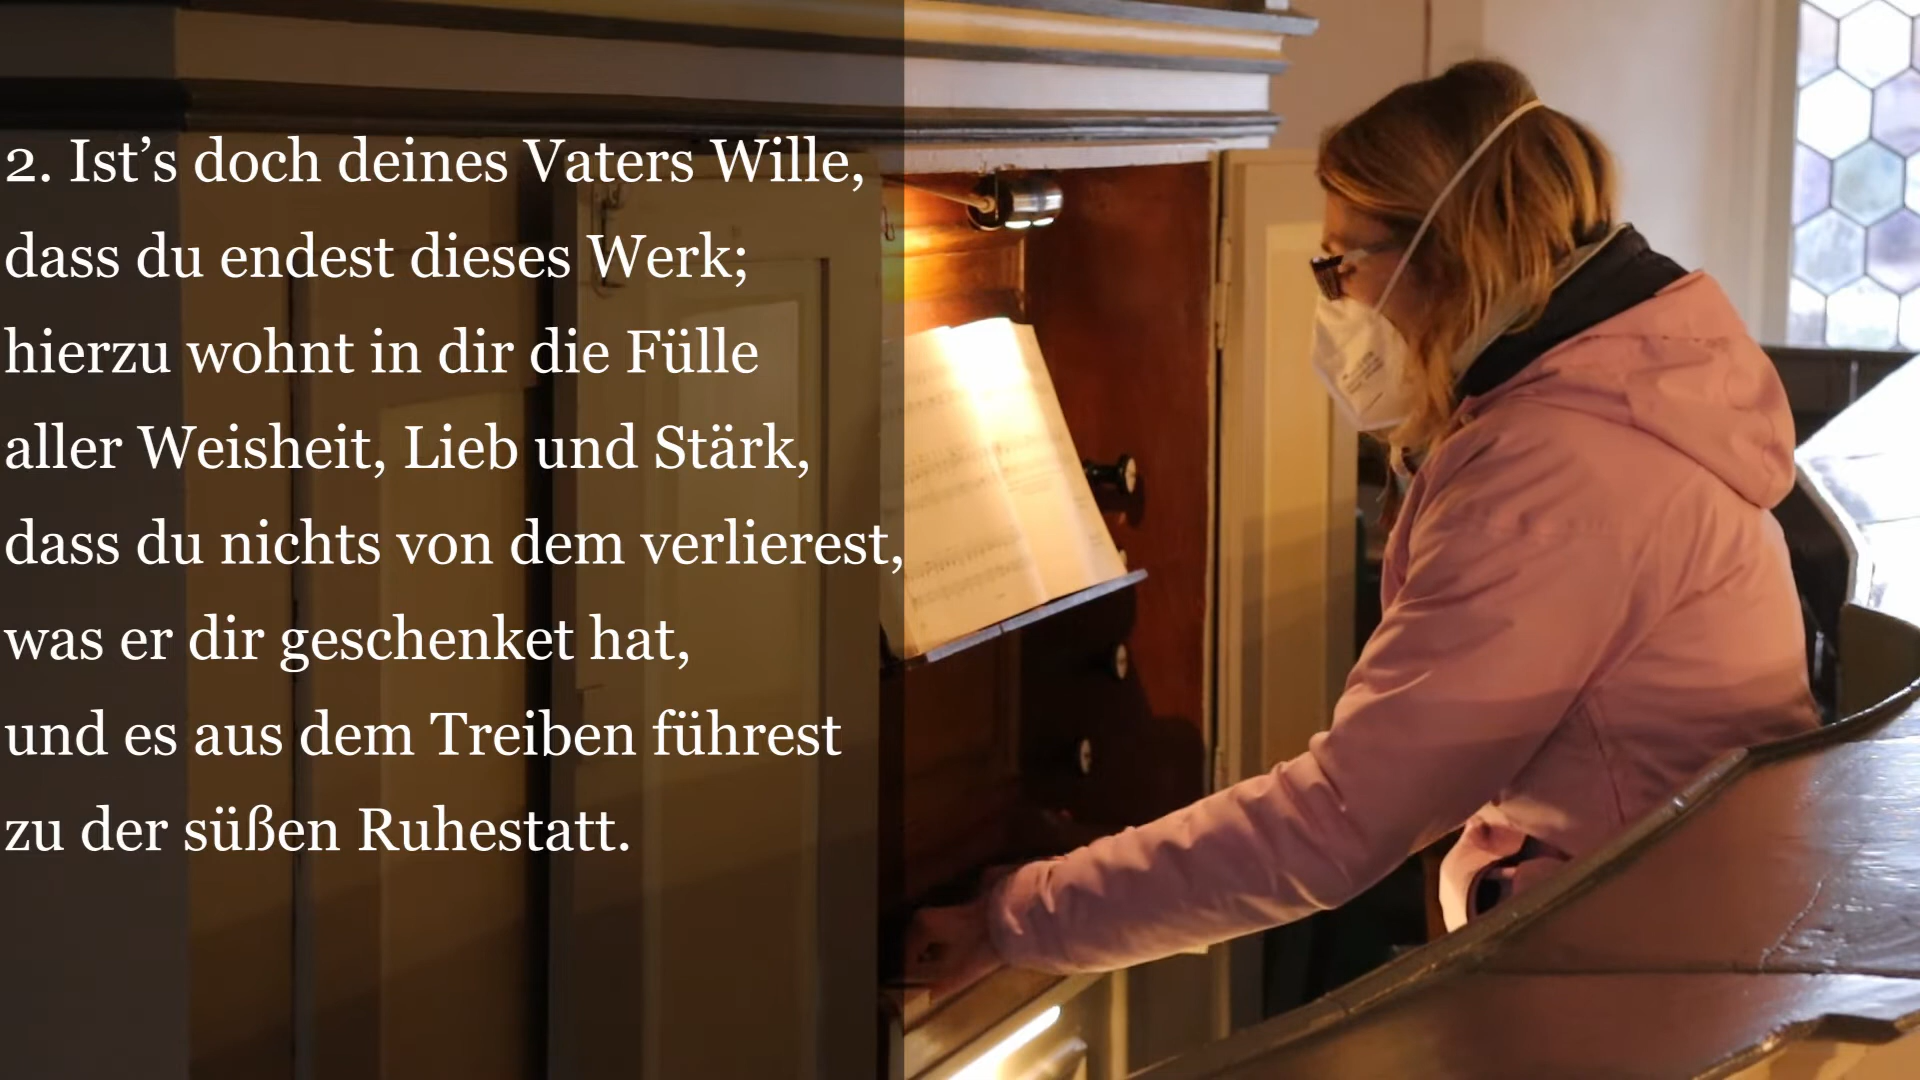 2. Ist’s doch deines Vaters Wille,
dass du endest dieses Werk;
hierzu wohnt in dir die Fülle
aller Weisheit, Lieb und Stärk,
dass du nichts von dem verlierest,
was er dir geschenket hat,
und es aus dem Treiben führest
zu der süßen Ruhestatt.